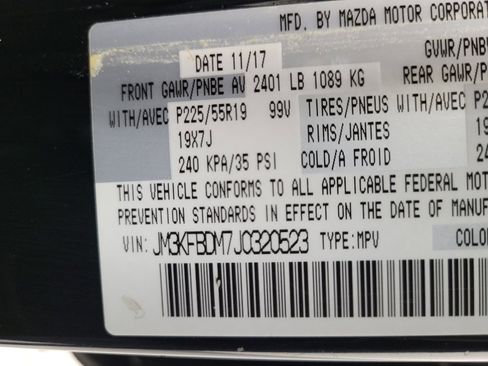 MFD. BY MAZDA MOTOR CORPORAT
DATE 11/17 GVWR/PNBV
FRONT GAWR/PNBE AV 2401 LB 1089 KG REAR GAWR/P
WITH/AVEC P225/55R19 99V TIRES/PNEUS WITH/AVEC P
19X7J RIMS/JANTES 19
240 KPA/35 PSI COLD/A FROID 24
THIS VEHICLE CONFORMS TO ALL APPLICABLE FEDERAL MOTOR
PREVENTION STANDARDS IN EFFECT ON THE DATE OF MANUF
VIN: JM3KFBDM7J0320523 TYPE:MPV COLO